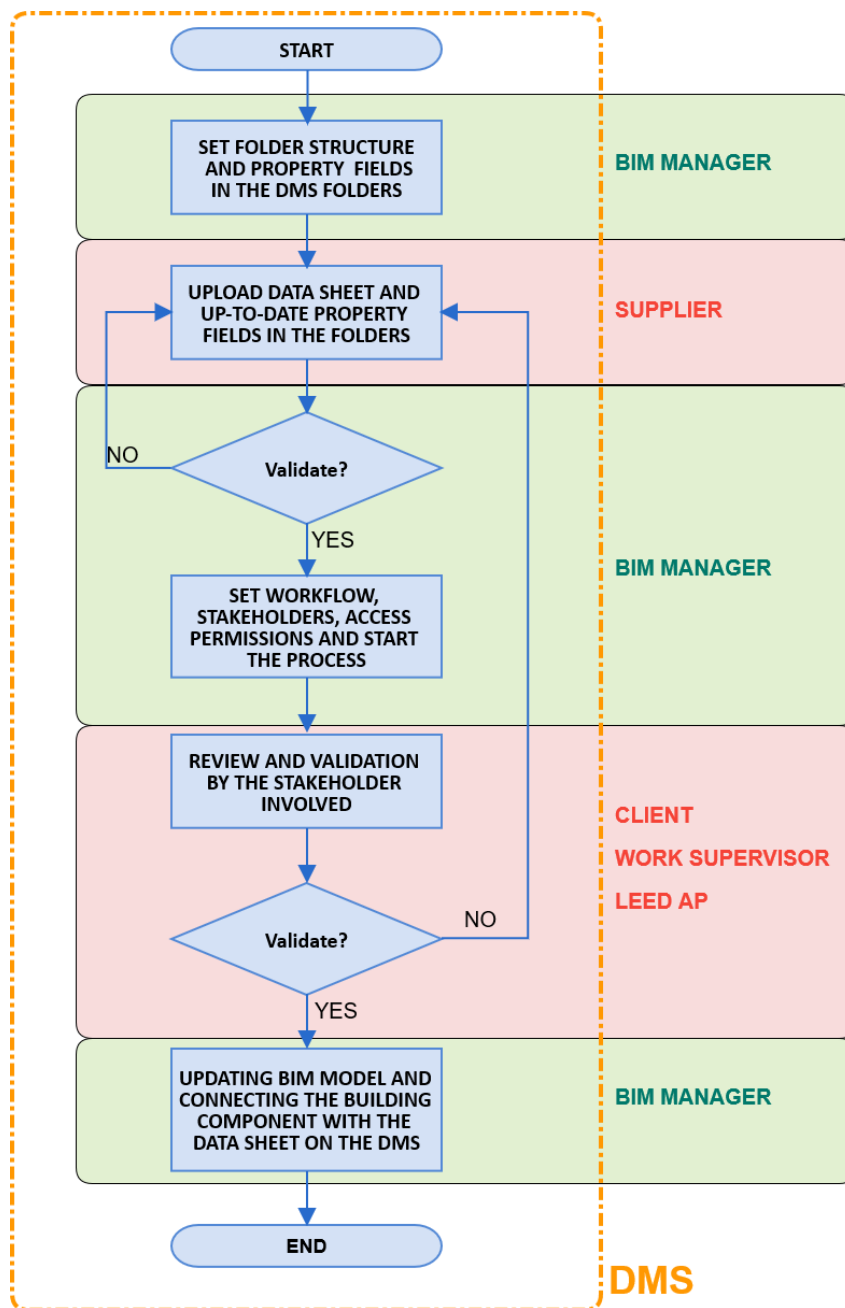 START
SET FOLDER STRUCTURE
AND PROPERTY FIELDS
IN THE DMS FOLDERS
BIM MANAGER
UPLOAD DATA SHEET AND
UP-TO-DATE PROPERTY
FIELDS IN THE FOLDERS
SUPPLIER
NO
Validate?
YES
BIM MANAGER
SET WORKFLOW,
STAKEHOLDERS, ACCESS
PERMISSIONS AND START
THE PROCESS
REVIEW AND VALIDATION
BY THE STAKEHOLDER
INVOLVED
CLIENT
WORK SUPERVISOR
LEED AP
NO
Validate?
YES
UPDATING BIM MODEL AND
CONNECTING THE BUILDING
COMPONENT WITH THE
DATA SHEET ON THE DMS
BIM MANAGER
END
DMS